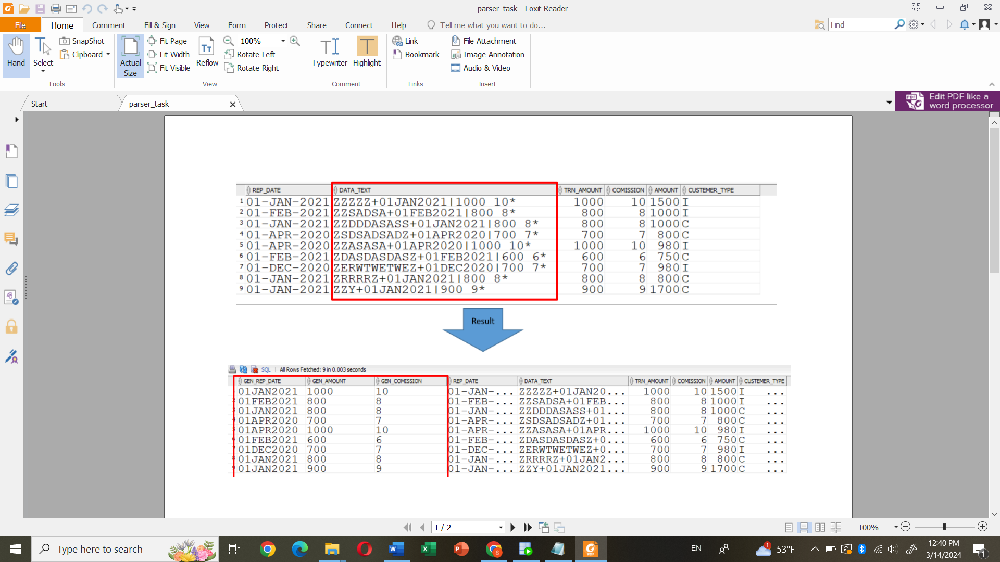 parser_task - Foxit Reader
File Home Comment Fill & Sign View Form Protect Share Connect Help Tell me what you want to do... Find
Hand Select SnapShot Clipboard
Tools
Actual Size Fit Page Fit Width Fit Visible Reflow 100% Rotate Left Rotate Right
View
Typewriter Highlight
Comment
Link Bookmark
Links
File Attachment Image Annotation Audio & Video
Insert
Start parser_task
Edit PDF like a
word processor
REP_DATE DATA_TEXT TRN_AMOUNT COMISSION AMOUNT CUSTEMER_TYPE
1 01-JAN-2021 ZZZZZ+01JAN2021|1000 10* 1000 10 1500 I
2 01-FEB-2021 ZZSADSA+01FEB2021|800 8* 800 8 1000 I
3 01-JAN-2021 ZZDDDASASS+01JAN2021|800 8* 800 8 1000 C
4 01-APR-2020 ZSDSADSADZ+01APR2020|700 7* 700 7 800 C
5 01-APR-2020 ZZASASA+01APR2020|1000 10* 1000 10 980 I
6 01-FEB-2021 ZDASDASDASZ+01FEB2021|600 6* 600 6 750 C
7 01-DEC-2020 ZERWTWETWEZ+01DEC2020|700 7* 700 7 980 I
8 01-JAN-2021 ZRRRRZ+01JAN2021|800 8* 800 8 800 C
9 01-JAN-2021 ZZY+01JAN2021|900 9* 900 9 1700 C
Result
SQL | All Rows Fetched: 9 in 0.003 seconds
GEN_REP_DATE GEN_AMOUNT GEN_COMISSION REP_DATE DATA_TEXT TRN_AMOUNT COMISSION AMOUNT CUSTEMER_TYPE
01JAN2021 1000 10 01-JAN-... ZZZZZ+01JAN20... 1000 10 1500 I ...
01FEB2021 800 8 01-FEB-... ZZSADSA+01FEB... 800 8 1000 I ...
01JAN2021 800 8 01-JAN-... ZZDDDASASS+01... 800 8 1000 C ...
01APR2020 700 7 01-APR-... ZSDSADSADZ+01... 700 7 800 C ...
01APR2020 1000 10 01-APR-... ZZASASA+01APR... 1000 10 980 I ...
01FEB2021 600 6 01-FEB-... ZDASDASDASZ+0... 600 6 750 C ...
01DEC2020 700 7 01-DEC-... ZERWTWETWEZ+0... 700 7 980 I ...
01JAN2021 800 8 01-JAN-... ZRRRRZ+01JAN2... 800 8 800 C ...
01JAN2021 900 9 01-JAN-... ZZY+01JAN2021... 900 9 1700 C ...
1 / 2 100%
Type here to search EN 1 53°F 12:40 PM
3/14/2024 1